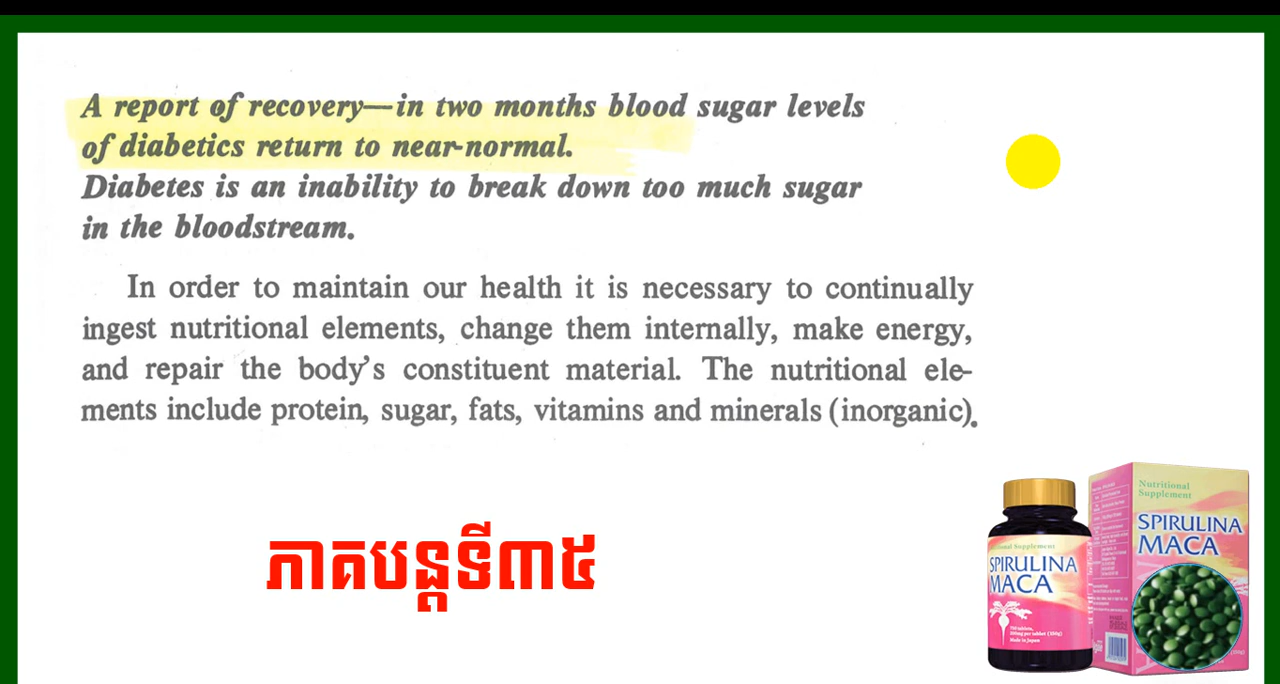 A report of recovery—in two months blood sugar levels
of diabetics return to near-normal.
Diabetes is an inability to break down too much sugar
in the bloodstream.
In order to maintain our health it is necessary to continually
ingest nutritional elements, change them internally, make energy,
and repair the body's constituent material. The nutritional ele-
ments include protein, sugar, fats, vitamins and minerals (inorganic).
ភាគបន្តទី៣៥
Nutritional
Supplement
SPIRULINA
MACA
Supplement
SPIRULINA
MACA
Made in Japan